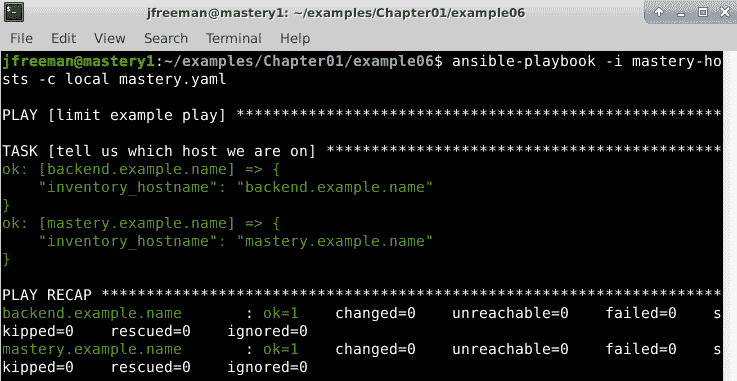 jfreeman@mastery1: ~/examples/Chapter01/example06
File Edit View Search Terminal Help
jfreeman@mastery1:~/examples/Chapter01/example06$ ansible-playbook -i mastery-ho
sts -c local mastery.yaml
PLAY [limit example play] ******************************************************
TASK [tell us which host we are on] ********************************************
ok: [backend.example.name] => {
    "inventory_hostname": "backend.example.name"
}
ok: [mastery.example.name] => {
    "inventory_hostname": "mastery.example.name"
}
PLAY RECAP *********************************************************************
backend.example.name       : ok=1    changed=0    unreachable=0    failed=0    s
kipped=0    rescued=0    ignored=0
mastery.example.name       : ok=1    changed=0    unreachable=0    failed=0    s
kipped=0    rescued=0    ignored=0